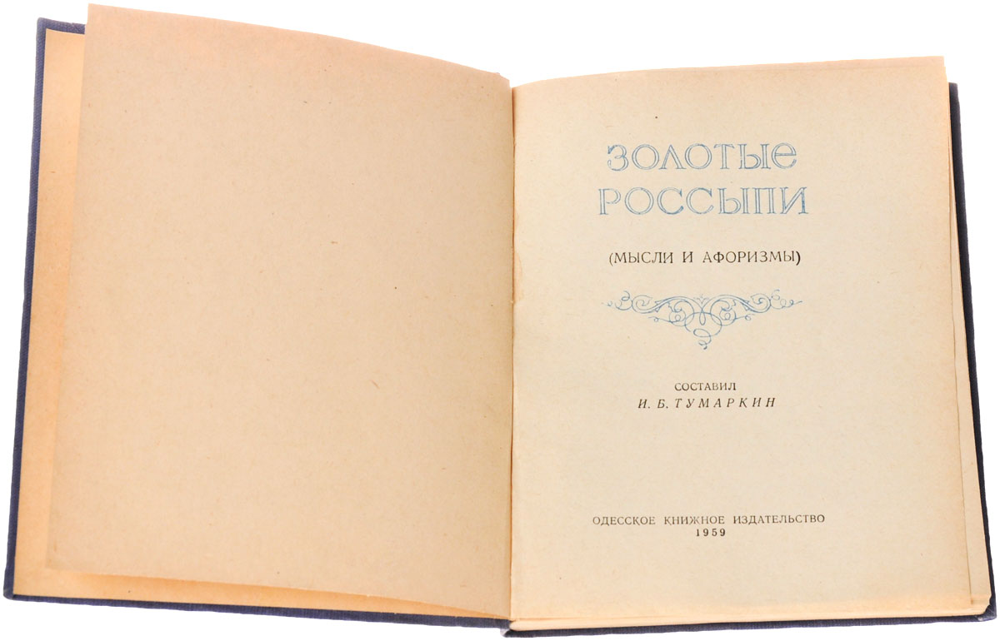 ЗОЛОТЫЕ
РОССЫПИ
(МЫСЛИ И АФОРИЗМЫ)
СОСТАВИЛ
И. Б. ТУМАРКИН
ОДЕССКОЕ КНИЖНОЕ ИЗДАТЕЛЬСТВО
1959